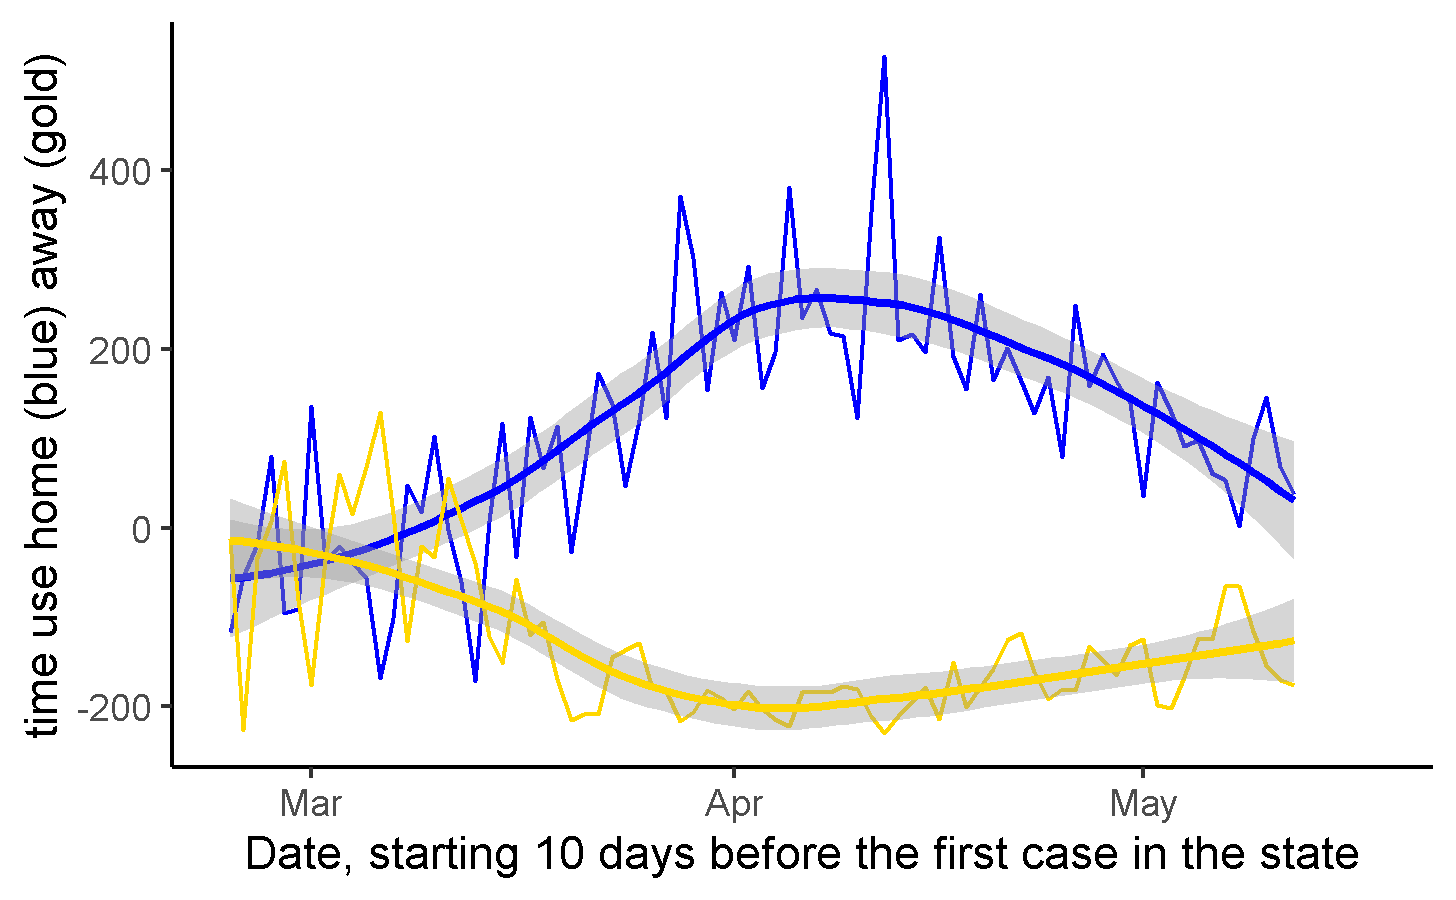 time use home (blue) away (gold)
400
200
0
-200
Mar
Apr
May
Date, starting 10 days before the first case in the state